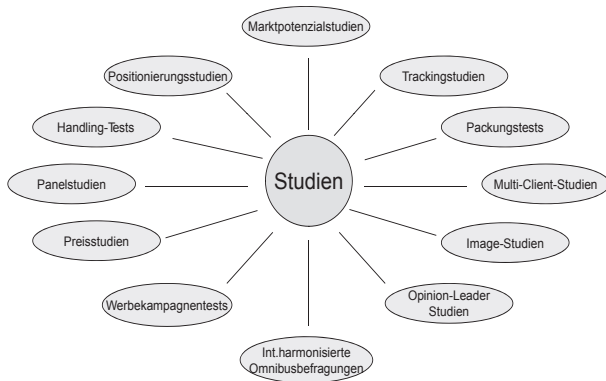 Marktpotenzialstudien
Positionierungsstudien
Trackingstudien
Handling-Tests
Packungstests
Studien
Panelstudien
Multi-Client-Studien
Preisstudien
Image-Studien
Werbekampagnentests
Opinion-Leader
Studien
Int.harmonisierte
Omnibusbefragungen